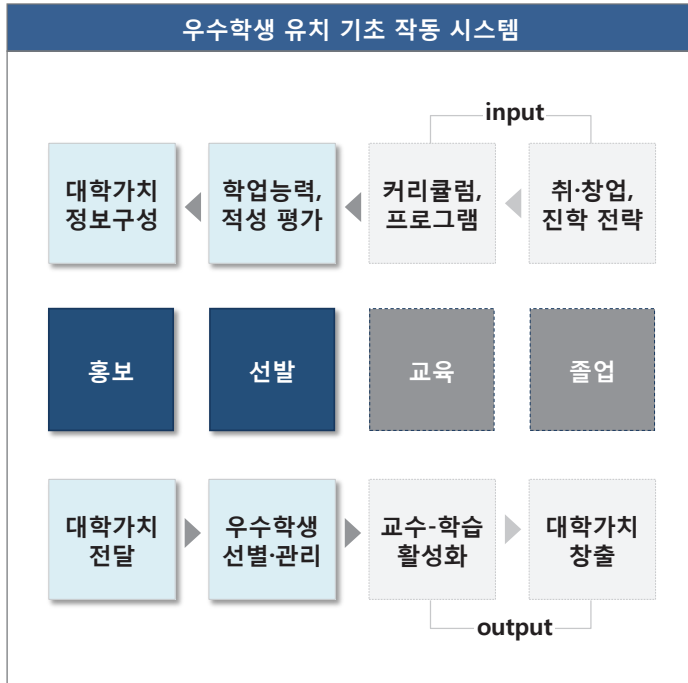 우수학생 유치 기초 작동 시스템
input
대학가치
정보구성
학업능력,
적성 평가
커리큘럼,
프로그램
취·창업,
진학 전략
홍보
선발
교육
졸업
대학가치
전달
우수학생
선별·관리
교수-학습
활성화
대학가치
창출
output